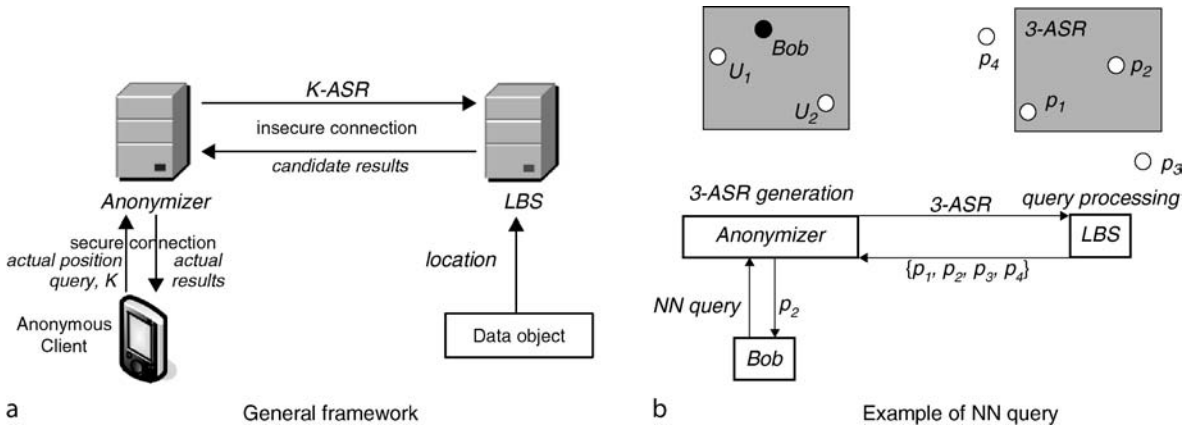 K-ASR
insecure connection
candidate results
Anonymizer
LBS
secure connection
actual position
query, K
actual
results
location
Anonymous
Client
Data object
a
General framework
Bob
U1
U2
3-ASR
p4
p2
p1
p3
3-ASR generation
3-ASR
query processing
Anonymizer
LBS
{p1, p2, p3, p4}
NN query
p2
Bob
b
Example of NN query